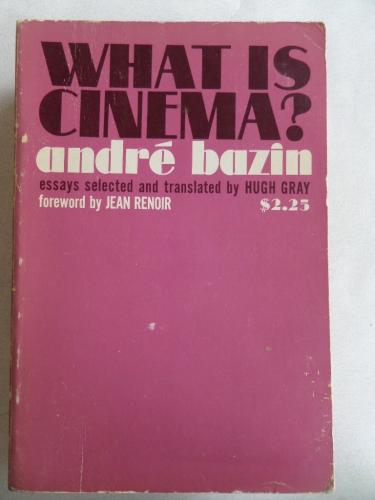 WHAT IS
CINEMA?
andré bazin
essays selected and translated by HUGH GRAY
foreword by JEAN RENOIR $2.25